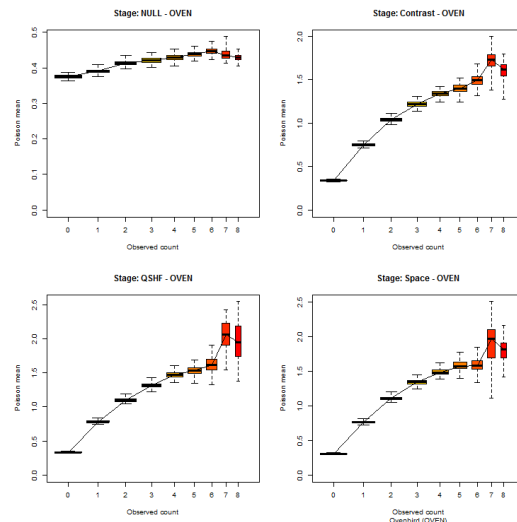 Stage: NULL - OVEN
Poisson mean
0.0
0.1
0.2
0.3
0.4
0.5
0 1 2 3 4 5 6 7 8
Observed count
Stage: Contrast - OVEN
Poisson mean
0.0
0.5
1.0
1.5
2.0
0 1 2 3 4 5 6 7 8
Observed count
Stage: QSHF - OVEN
Poisson mean
0.0
0.5
1.0
1.5
2.0
2.5
0 1 2 3 4 5 6 7 8
Observed count
Stage: Space - OVEN
Poisson mean
0.0
0.5
1.0
1.5
2.0
2.5
0 1 2 3 4 5 6 7 8
Observed count
Ovenbird (OVEN)